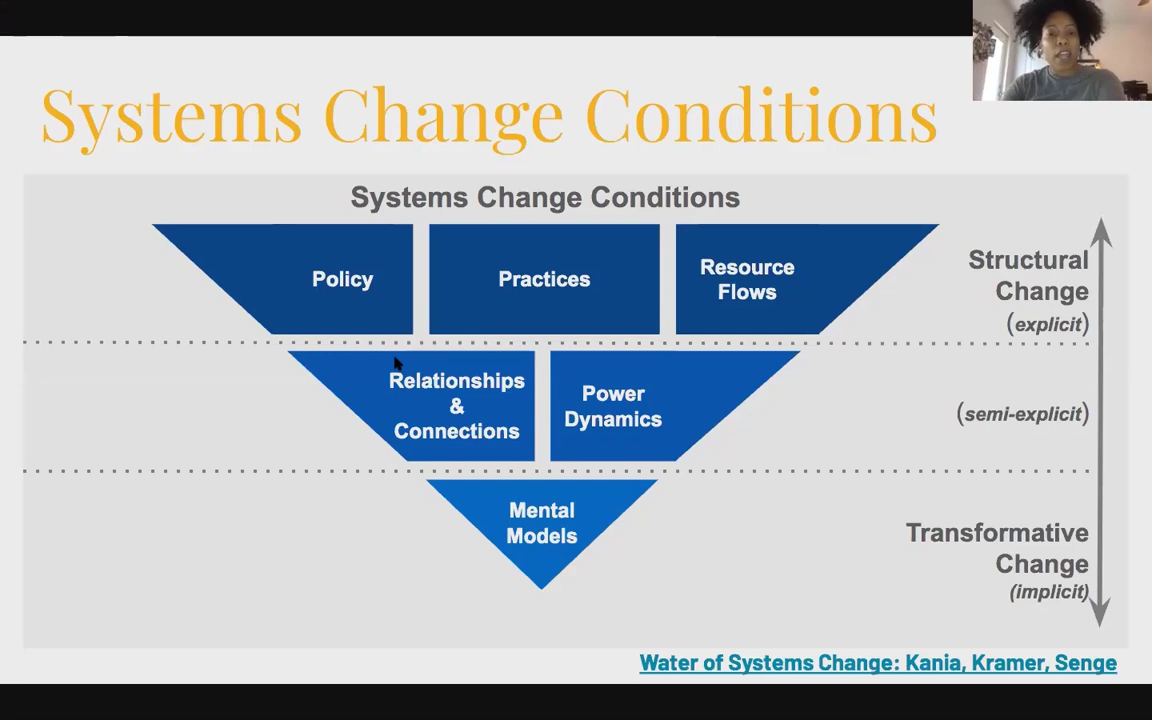 Systems Change Conditions
Systems Change Conditions
Policy
Practices
Resource
Flows
Structural
Change
(explicit)
Relationships
&
Connections
Power
Dynamics
(semi-explicit)
Mental
Models
Transformative
Change
(implicit)
Water of Systems Change: Kania, Kramer, Senge